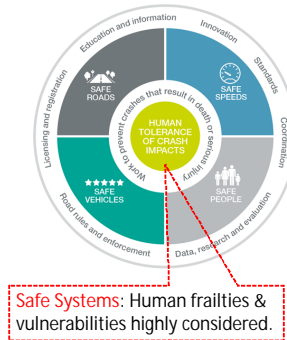 Education and information
Innovation
Standards
Coordination
Licensing and registration
SAFE
ROADS
SAFE
SPEEDS
Work to prevent crashes that result in death or serious injury
HUMAN
TOLERANCE
OF CRASH
IMPACTS
SAFE
VEHICLES
SAFE
PEOPLE
Road rules and enforcement
Data, research and evaluation
Safe Systems: Human frailties &
vulnerabilities highly considered.